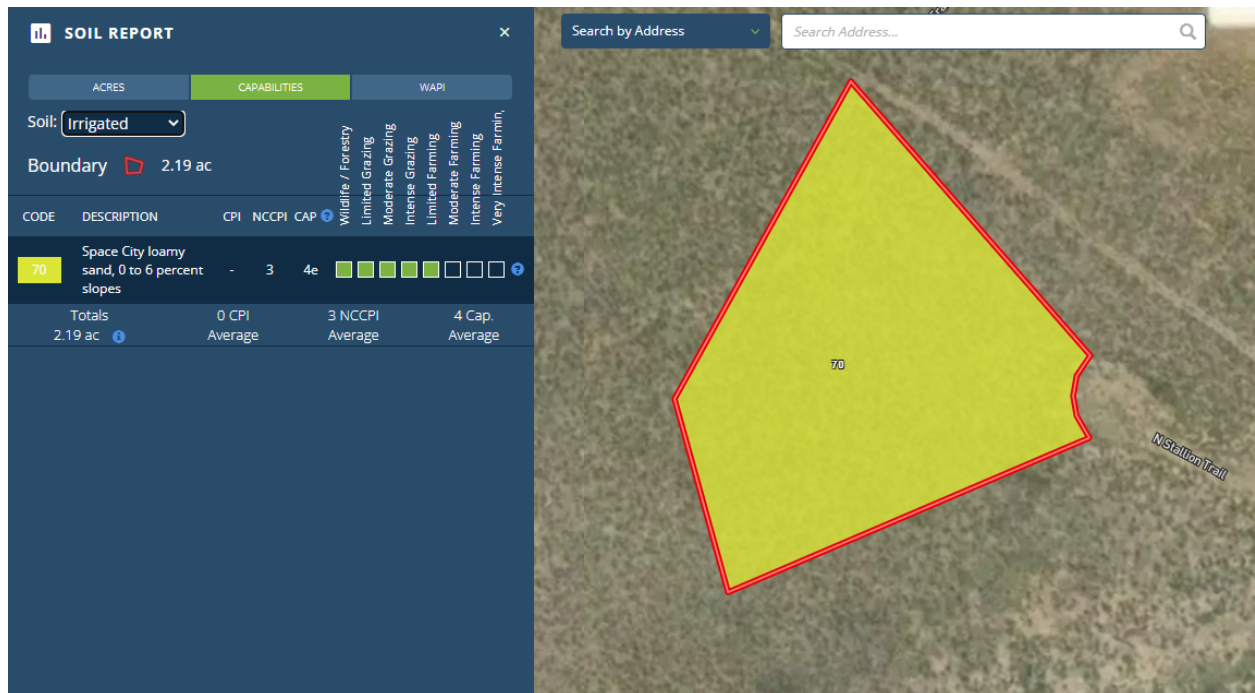 SOIL REPORT
×
ACRES
CAPABILITIES
WAPI
Soil: Irrigated
Boundary 2.19 ac
CODE DESCRIPTION CPI NCCPI CAP ?
Wildlife / Forestry
Limited Grazing
Moderate Grazing
Intense Grazing
Limited Farming
Moderate Farming
Intense Farming
Very Intense Farmin
70
Space City loamy
sand, 0 to 6 percent
slopes
- 3 4e ?
Totals 0 CPI 3 NCCPI 4 Cap.
2.19 ac i Average Average Average
Search by Address
Search Address...
70
N Stallion Trail